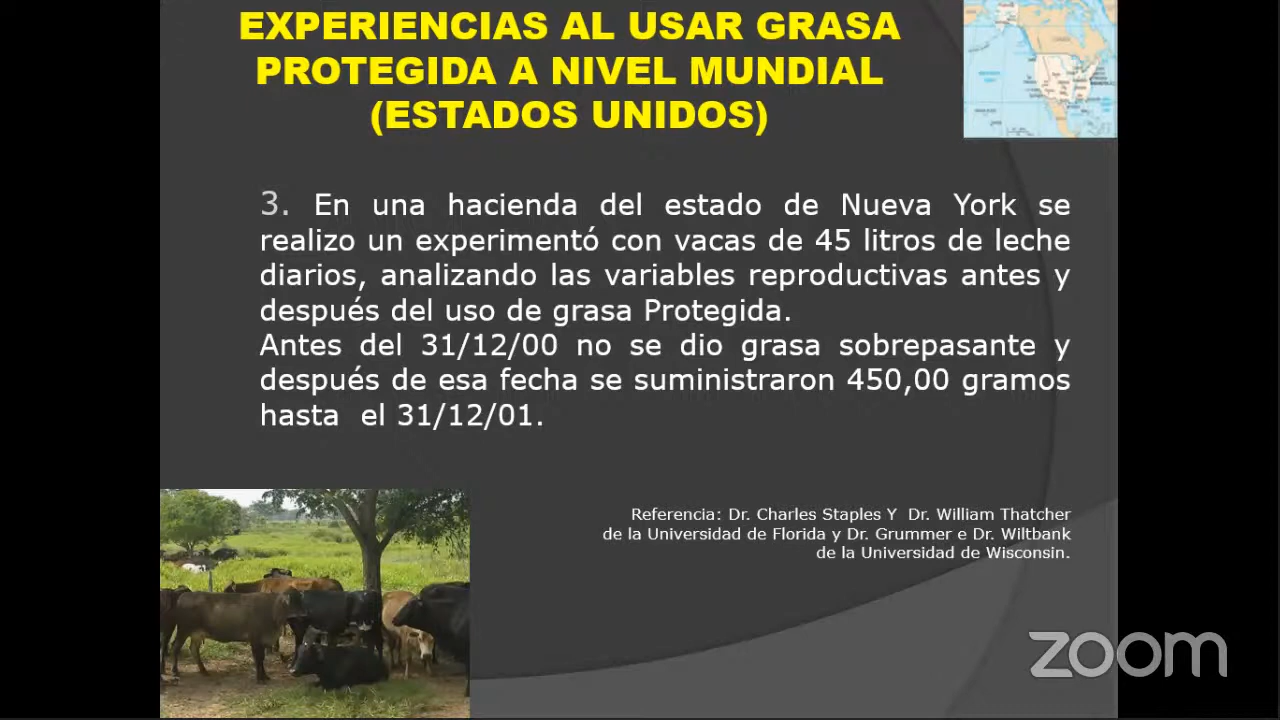 EXPERIENCIAS AL USAR GRASA
PROTEGIDA A NIVEL MUNDIAL
(ESTADOS UNIDOS)
3. En una hacienda del estado de Nueva York se
realizo un experimentó con vacas de 45 litros de leche
diarios, analizando las variables reproductivas antes y
después del uso de grasa Protegida.
Antes del 31/12/00 no se dio grasa sobrepasante y
después de esa fecha se suministraron 450,00 gramos
hasta el 31/12/01.
Referencia: Dr. Charles Staples Y Dr. William Thatcher
de la Universidad de Florida y Dr. Grummer e Dr. Wiltbank
de la Universidad de Wisconsin.
zoom